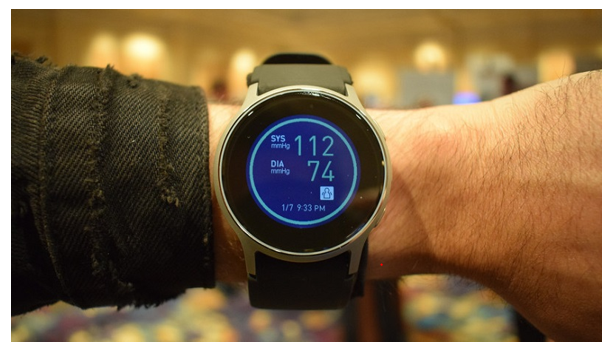 SYS
mmHg 112
DIA
mmHg 74
1/7 9:33 PM